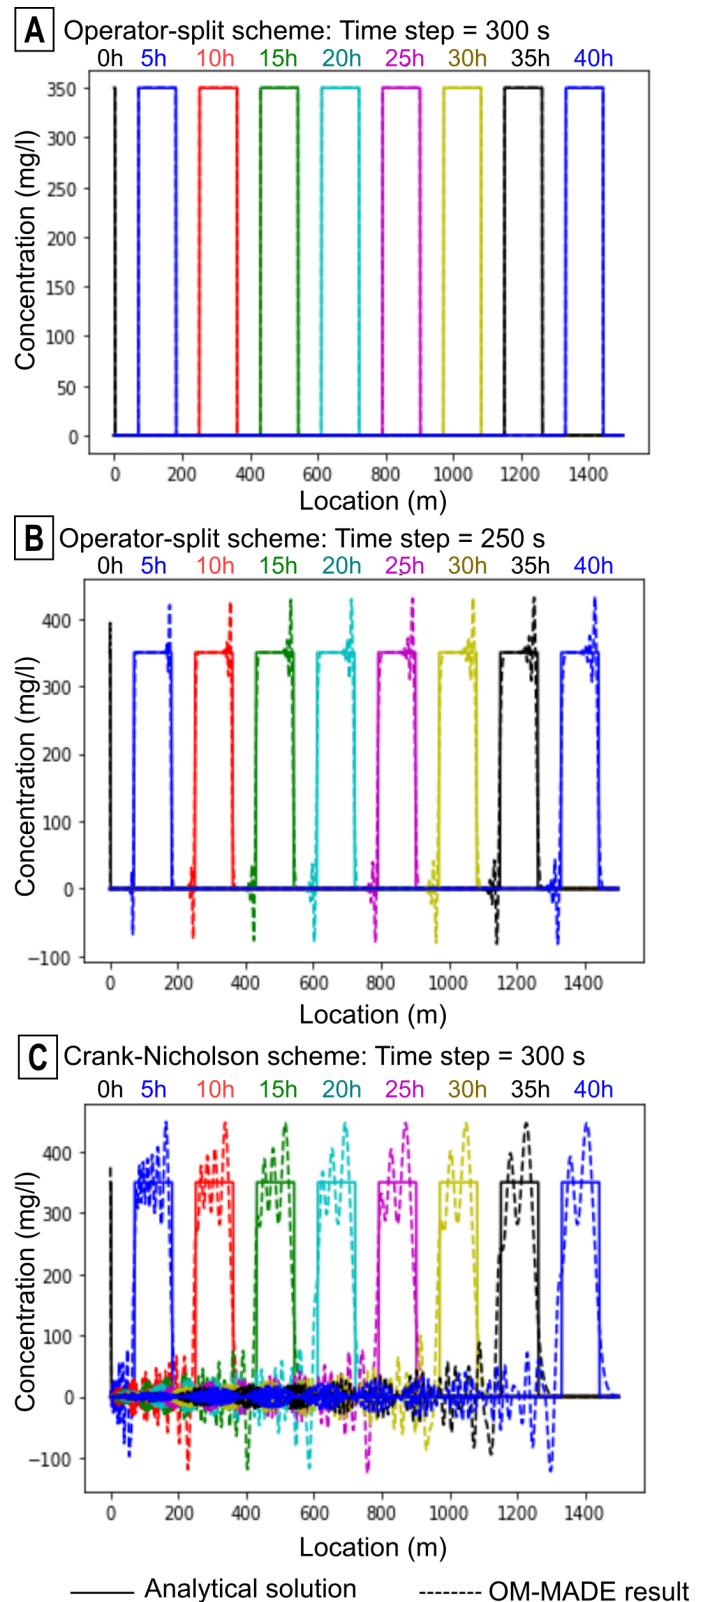 A Operator-split scheme: Time step = 300 s
0h 5h 10h 15h 20h 25h 30h 35h 40h
Concentration (mg/l)
350
300
250
200
150
100
50
0
0 200 400 600 800 1000 1200 1400
Location (m)
B Operator-split scheme: Time step = 250 s
0h 5h 10h 15h 20h 25h 30h 35h 40h
Concentration (mg/l)
400
300
200
100
0
−100
0 200 400 600 800 1000 1200 1400
Location (m)
C Crank-Nicholson scheme: Time step = 300 s
0h 5h 10h 15h 20h 25h 30h 35h 40h
Concentration (mg/l)
400
300
200
100
0
−100
0 200 400 600 800 1000 1200 1400
Location (m)
Analytical solution OM-MADE result